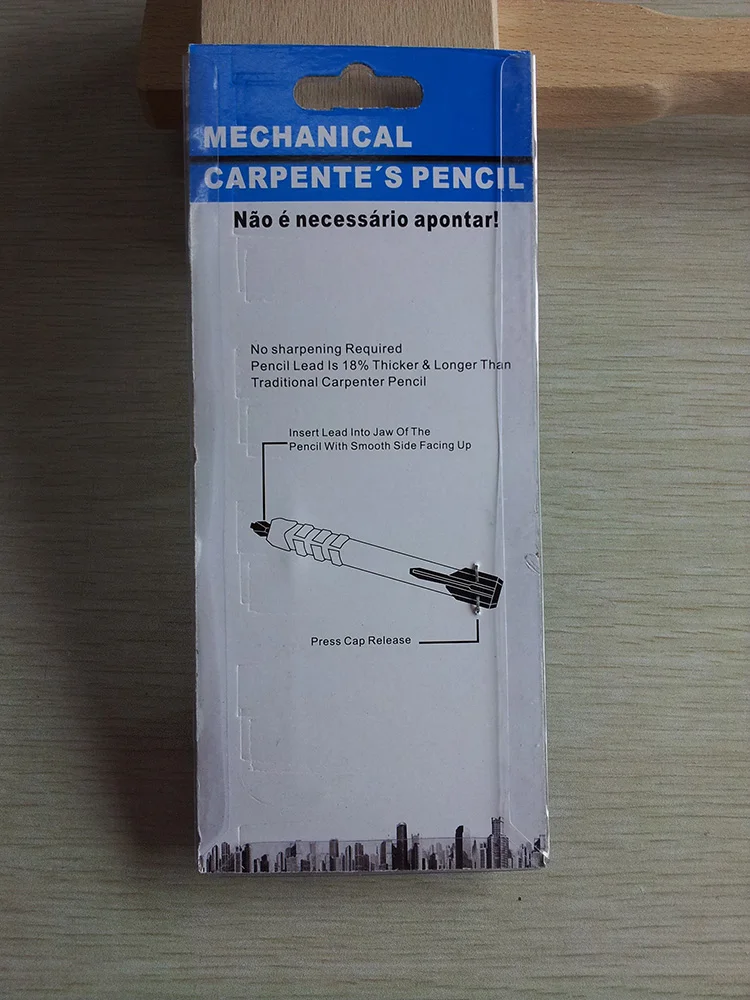 MECHANICAL
CARPENTE´S PENCIL
Não é necessário apontar!
No sharpening Required
Pencil Lead Is 18% Thicker & Longer Than
Traditional Carpenter Pencil
Insert Lead Into Jaw Of The
Pencil With Smooth Side Facing Up
Press Cap Release